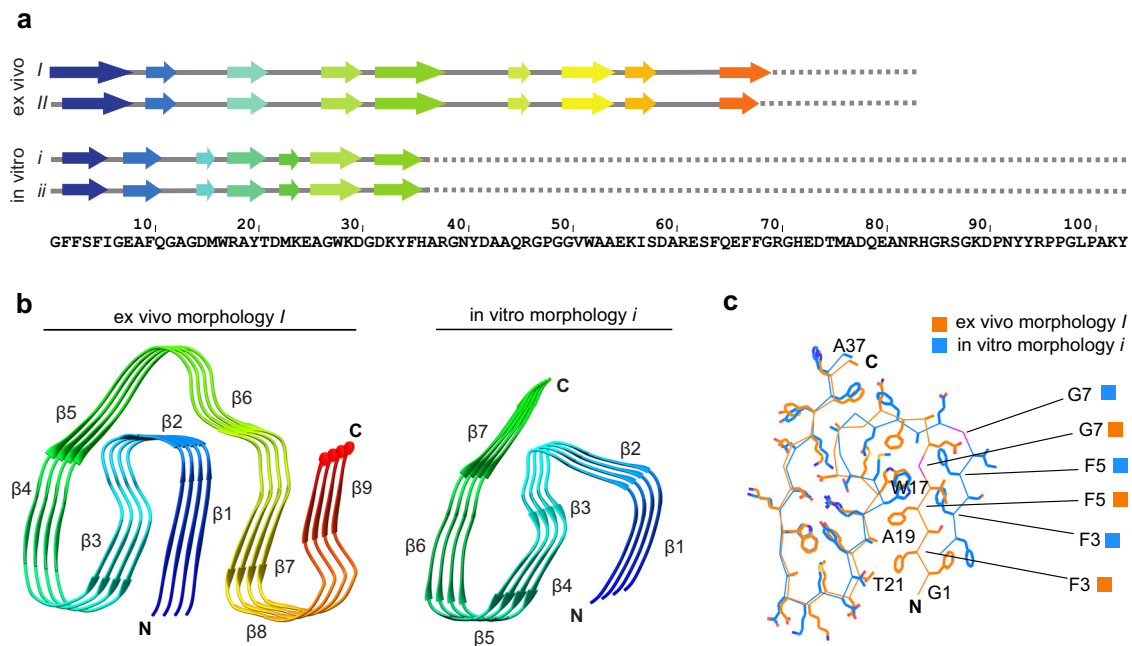 a
ex vivo
I
II
in vitro
i
ii
10 20 30 40 50 60 70 80 90 100
GFFSFIGEAFQGAGDMWRAYTDMKEAGWKDGDKYFHARGNYDAAQRGPGGVWAAEKISDARESFQEFFGRGHEDTMADQEANRHGRSGKDPNYYRPPGLPAKY
b
ex vivo morphology I
β5
β6
β2
C
β4
β1
β9
β3
β7
N
β8
in vitro morphology i
C
β7
β2
β3
β6
β1
β4
N
β5
c
ex vivo morphology I
in vitro morphology i
A37
C
G7
G7
F5
W17
F5
A19
F3
T21
G1
F3
N